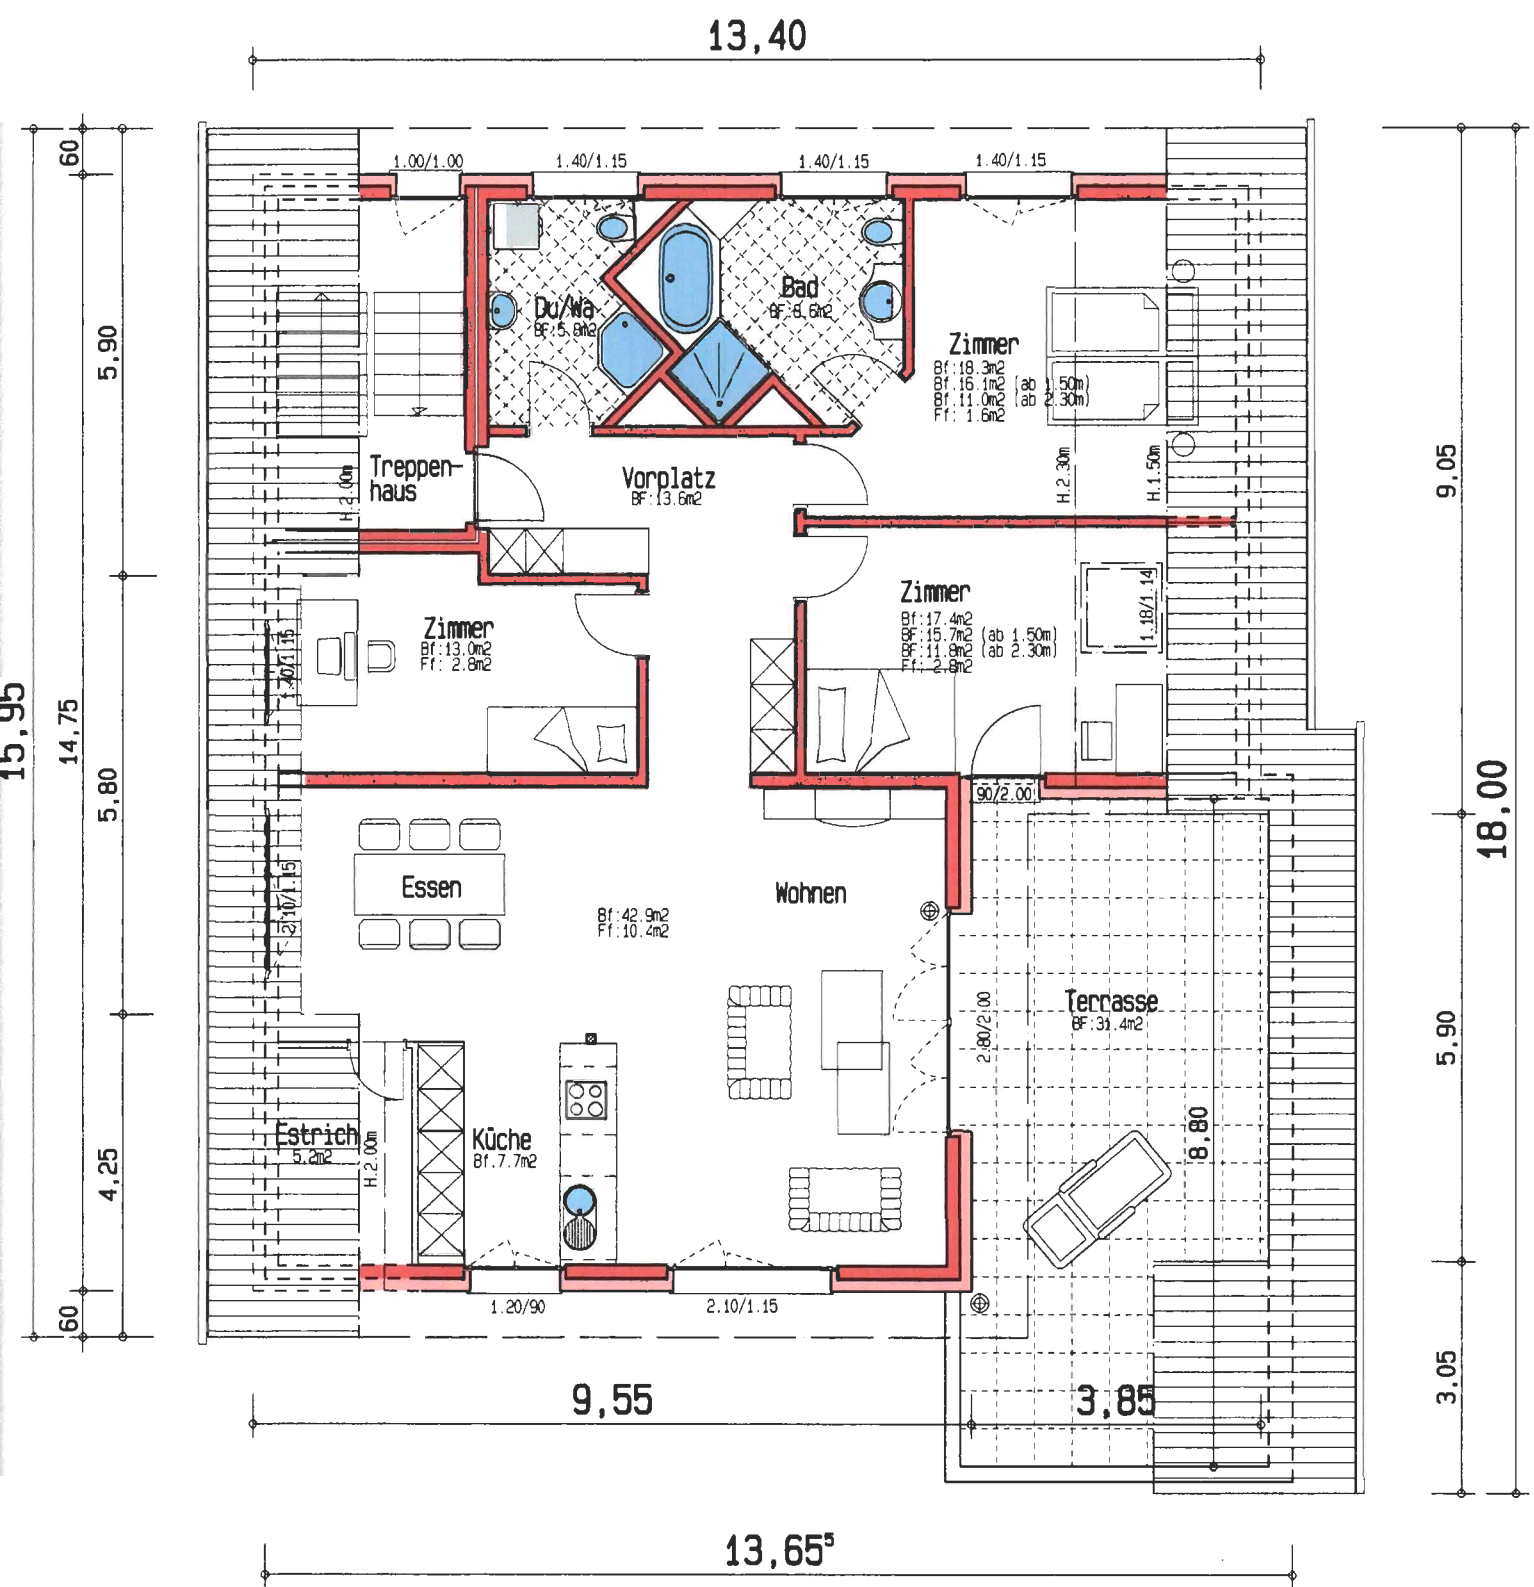 13,40
60
1.00/1.00
1.40/1.15
1.40/1.15
1.40/1.15
5,90
Du/Wa
BF:5.8m2
Bad
BF:8.6m2
Zimmer
Bf:18.3m2
Bf:16.1m2 (ab 1.50m)
Bf:11.0m2 (ab 2.30m)
Ff: 1.6m2
Treppen-
haus
H.2.00m
Vorplatz
BF:13.6m2
H.2.30m
H.1.50m
9,05
Zimmer
Bf:13.0m2
Ff: 2.8m2
1.40/1.15
Zimmer
Bf:17.4m2
BF:15.7m2 (ab 1.50m)
BF:11.8m2 (ab 2.30m)
Ff: 2.8m2
1.18/1.14
15,95
14,75
5,80
90/2.00
18,00
Essen
2.10/1.15
Bf:42.9m2
Ff:10.4m2
Wohnen
2.80/2.00
Terrasse
BF:31.4m2
5,90
8,80
Estrich
5.2m2
H.2.00m
Küche
Bf.7.7m2
4,25
60
1.20/90
2.10/1.15
3,05
9,55
3,85
13,65⁵